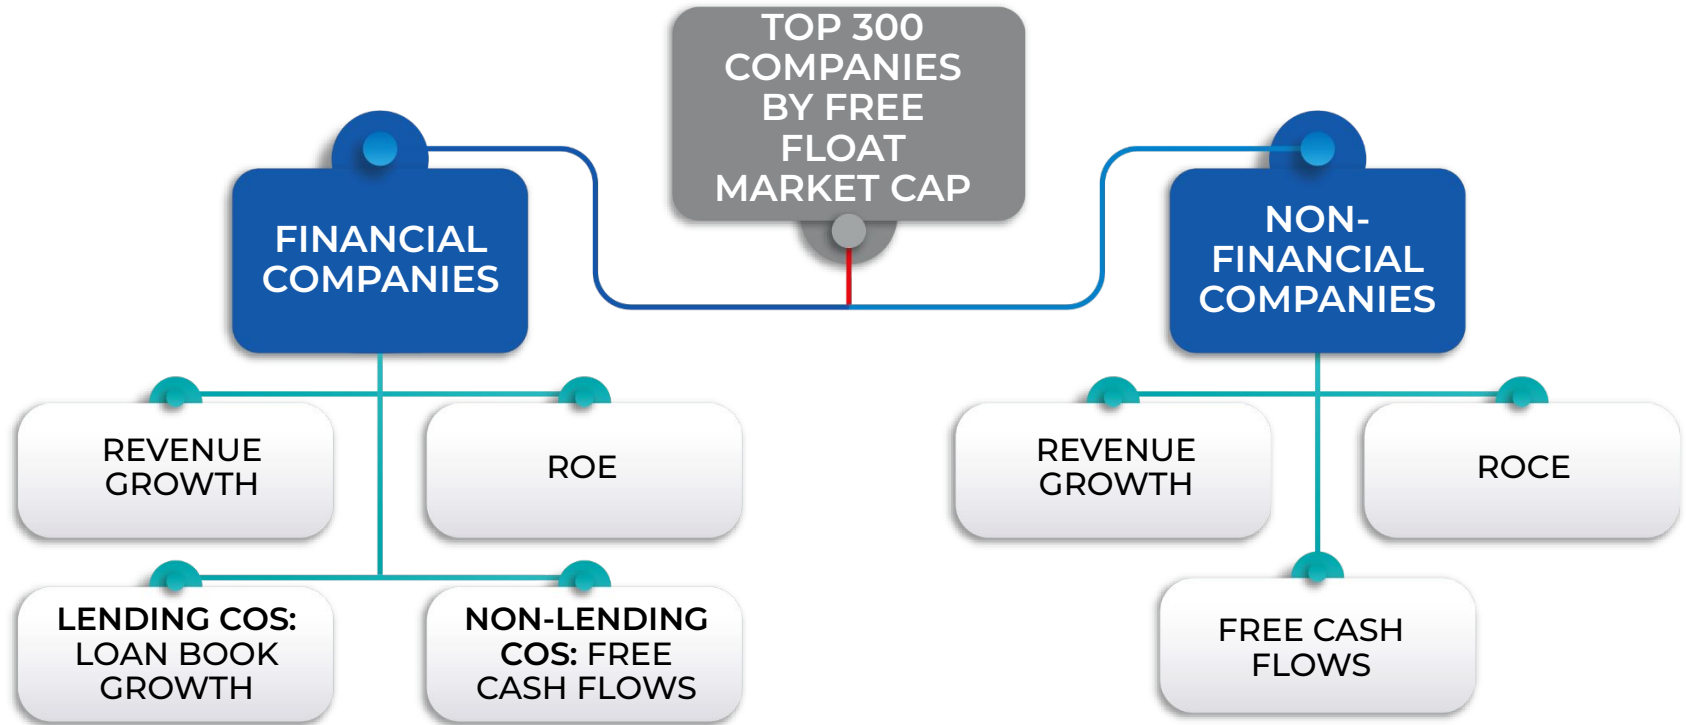 TOP 300
COMPANIES
BY FREE
FLOAT
MARKET CAP
FINANCIAL
COMPANIES
NON-
FINANCIAL
COMPANIES
REVENUE
GROWTH
ROE
REVENUE
GROWTH
ROCE
LENDING COS:
LOAN BOOK
GROWTH
NON-LENDING
COS: FREE
CASH FLOWS
FREE CASH
FLOWS